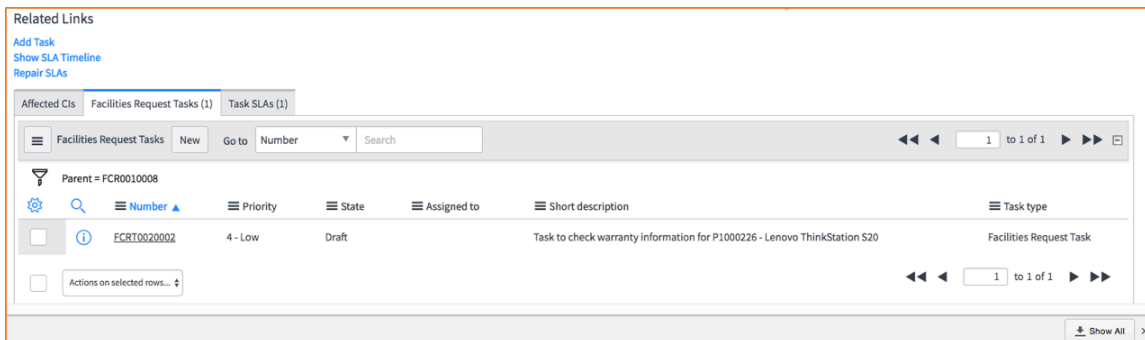 Related Links
Add Task
Show SLA Timeline
Repair SLAs
Affected CIs Facilities Request Tasks (1) Task SLAs (1)
Facilities Request Tasks New Go to Number Search 1 to 1 of 1
Parent = FCR0010008
Number Priority State Assigned to Short description Task type
FCRT0020002 4 - Low Draft Task to check warranty information for P1000226 - Lenovo ThinkStation S20 Facilities Request Task
Actions on selected rows... 1 to 1 of 1
Show All